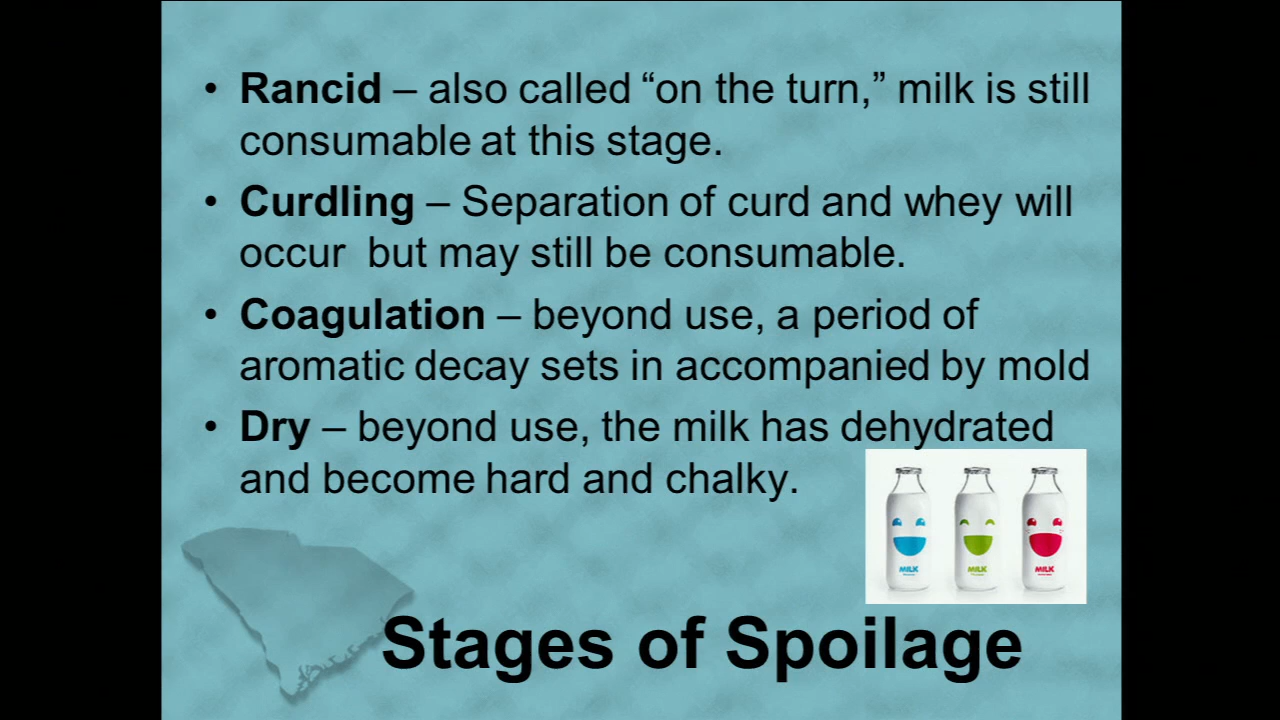 • Rancid – also called “on the turn,” milk is still
consumable at this stage.
• Curdling – Separation of curd and whey will
occur  but may still be consumable.
• Coagulation – beyond use, a period of
aromatic decay sets in accompanied by mold
• Dry – beyond use, the milk has dehydrated
and become hard and chalky.
MILK MILK MILK
Stages of Spoilage